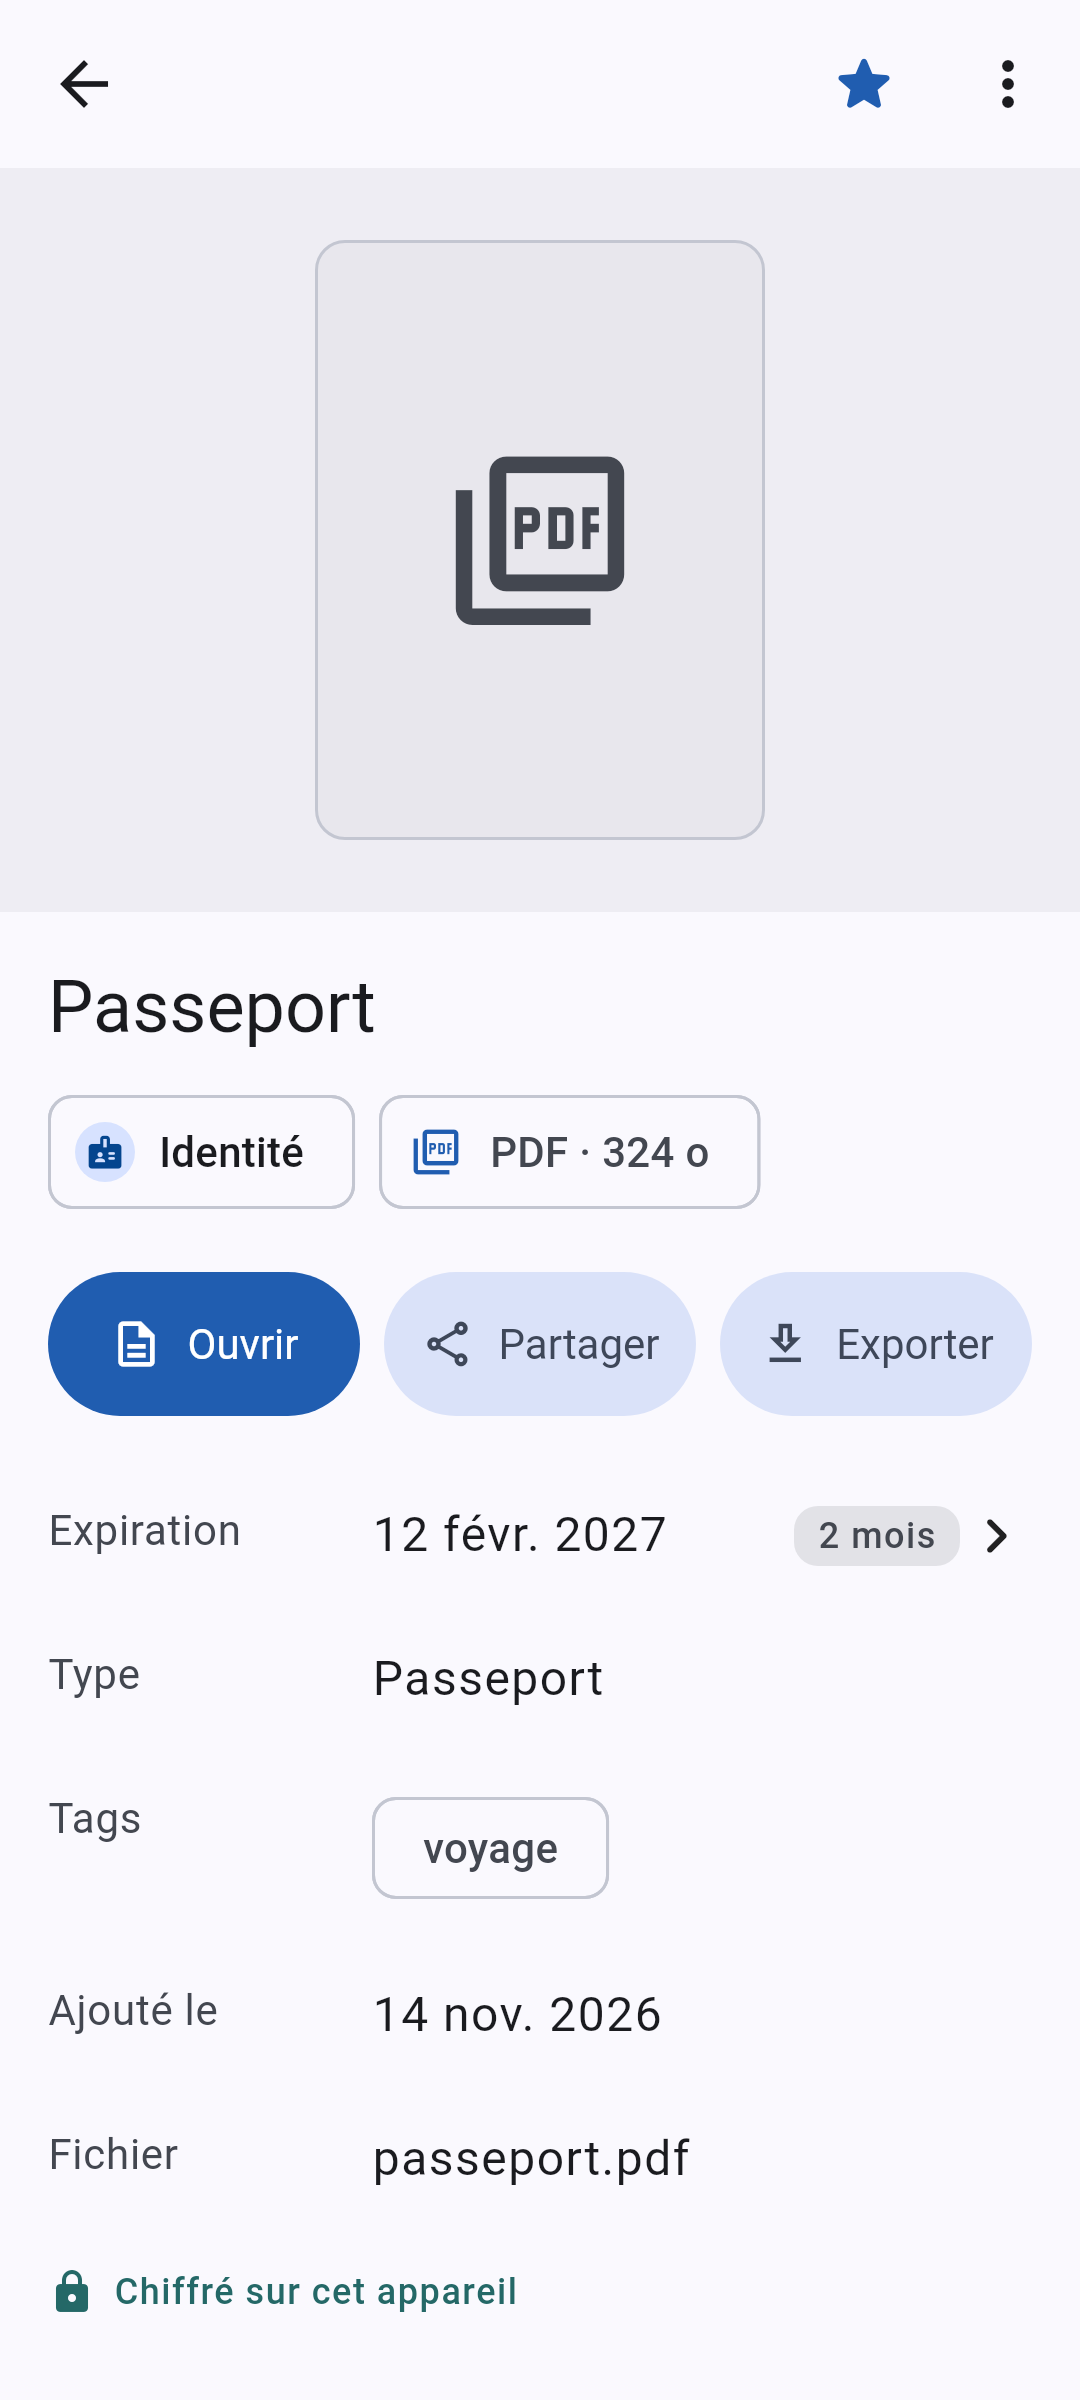 PDF
Passeport
Identité
PDF PDF · 324 o
Ouvrir
Partager
Exporter
Expiration 12 févr. 2027 2 mois
Type Passeport
Tags voyage
Ajouté le 14 nov. 2026
Fichier passeport.pdf
Chiffré sur cet appareil